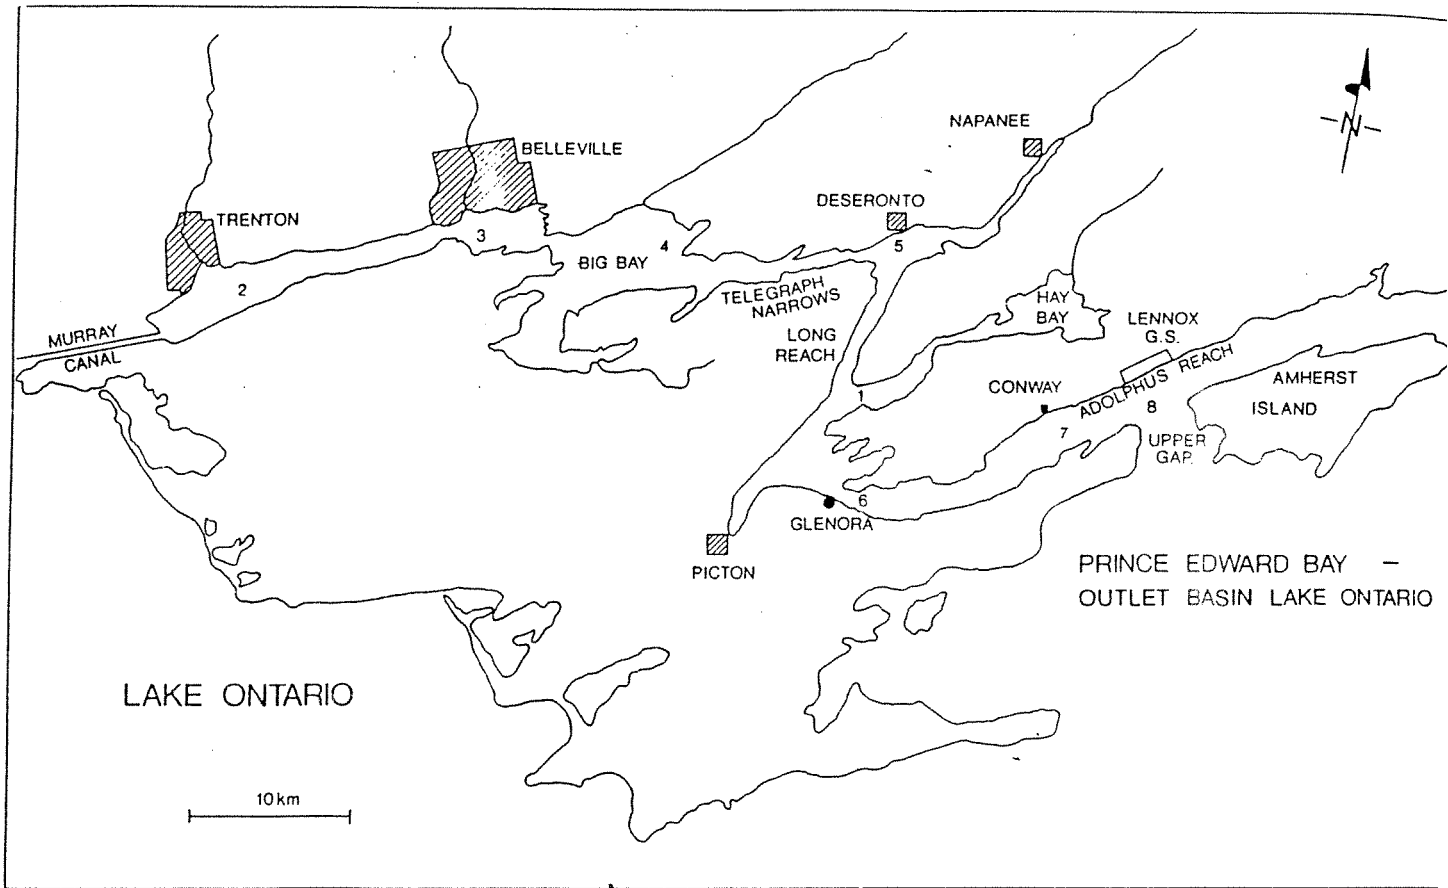 N
NAPANEE
BELLEVILLE
DESERONTO
TRENTON
3
4
5
BIG BAY
2
TELEGRAPH
NARROWS
HAY
BAY
MURRAY
CANAL
LONG
REACH
LENNOX
G.S.
ADOLPHUS REACH
CONWAY
1
AMHERST
ISLAND
8
7
UPPER
GAP.
6
GLENORA
PICTON
PRINCE EDWARD BAY –
OUTLET BASIN LAKE ONTARIO
LAKE ONTARIO
10 km